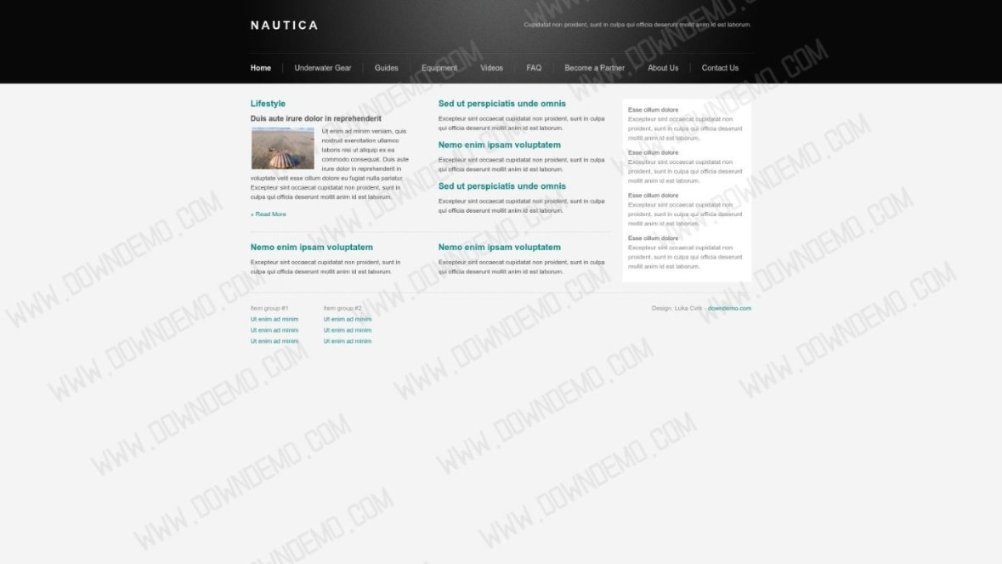 NAUTICA
Cupidatat non proident, sunt in culpa qui officia deserunt mollit anim id est laborum.
Home
Underwater Gear
Guides
Equipment
Videos
FAQ
Become a Partner
About Us
Contact Us
Lifestyle
Duis aute irure dolor in reprehenderit
Ut enim ad minim veniam, quis
nostrud exercitation ullamco
laboris nisi ut aliquip ex ea
commodo consequat. Duis aute
irure dolor in reprehenderit in
voluptate velit esse cillum dolore eu fugiat nulla pariatur.
Excepteur sint occaecat cupidatat non proident, sunt in
culpa qui officia deserunt mollit anim id est laborum.
» Read More
Sed ut perspiciatis unde omnis
Excepteur sint occaecat cupidatat non proident, sunt in culpa
qui officia deserunt mollit anim id est laborum.
Nemo enim ipsam voluptatem
Excepteur sint occaecat cupidatat non proident, sunt in culpa
qui officia deserunt mollit anim id est laborum.
Sed ut perspiciatis unde omnis
Excepteur sint occaecat cupidatat non proident, sunt in culpa
qui officia deserunt mollit anim id est laborum.
Esse cillum dolore
Excepteur sint occaecat cupidatat non
proident, sunt in culpa qui officia deserunt
mollit anim id est laborum.
Esse cillum dolore
Excepteur sint occaecat cupidatat non
proident, sunt in culpa qui officia deserunt
mollit anim id est laborum.
Esse cillum dolore
Excepteur sint occaecat cupidatat non
proident, sunt in culpa qui officia deserunt
mollit anim id est laborum.
Esse cillum dolore
Excepteur sint occaecat cupidatat non
proident, sunt in culpa qui officia deserunt
mollit anim id est laborum.
Nemo enim ipsam voluptatem
Excepteur sint occaecat cupidatat non proident, sunt in
culpa qui officia deserunt mollit anim id est laborum.
Nemo enim ipsam voluptatem
Excepteur sint occaecat cupidatat non proident, sunt in culpa
qui officia deserunt mollit anim id est laborum.
Item group #1
Ut enim ad minim
Ut enim ad minim
Ut enim ad minim
Item group #2
Ut enim ad minim
Ut enim ad minim
Ut enim ad minim
Design: Luka Cvrk - downdemo.com
WWW.DOWNDEMO.COM
WWW.DOWNDEMO.COM
WWW.DOWNDEMO.COM
WWW.DOWNDEMO.COM
WWW.DOWNDEMO.COM
WWW.DOWNDEMO.COM
WWW.DOWNDEMO.COM
WWW.DOWNDEMO.COM
WWW.DOWNDEMO.COM
WWW.DOWNDEMO.COM
WWW.DOWNDEMO.COM
WWW.DOWNDEMO.COM